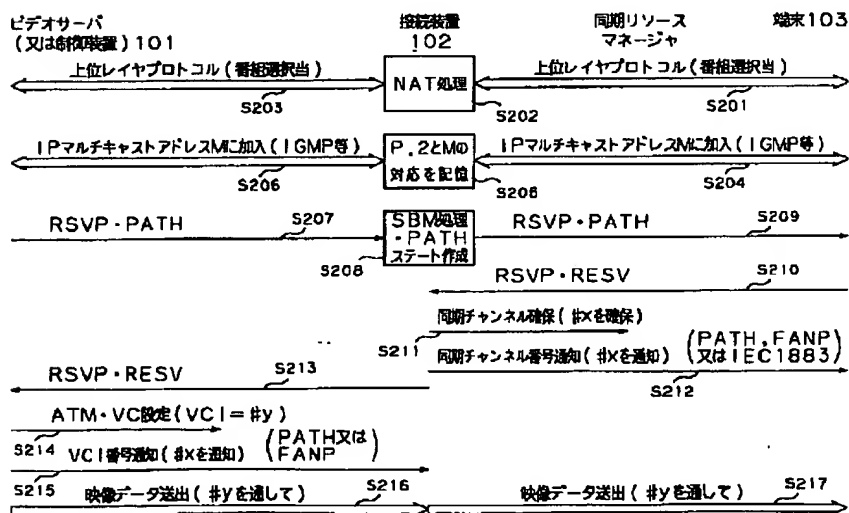 ビデオサーバ
(又は制御装置)101
接続装置
102
同期リソース
マネージャ
端末103
上位レイヤプロトコル(番組選択当)
S203
NAT処理
S202
上位レイヤプロトコル(番組選択当)
S201
IPマルチキャストアドレスMに加入(IGMP等)
S206
P.2とMの
対応を記憶
S205
IPマルチキャストアドレスMに加入(IGMP等)
S204
RSVP-PATH
S207
SBM処理
・PATH
ステート作成
S208
RSVP・PATH
S209
RSVP・RESV
S210
同期チャンネル確保(#Xを確保)
S211
同期チャンネル番号通知(#Xを通知)
(PATH,FANP)
又はIEC1883
S212
RSVP・RESV
S213
ATM・VC設定(VCI=#y)
S214
VCI番号通知(#Xを通知)
(PATH又は
FANP)
S215
映像データ送出(#yを通して)
S216
映像データ送出(#yを通して)
S217